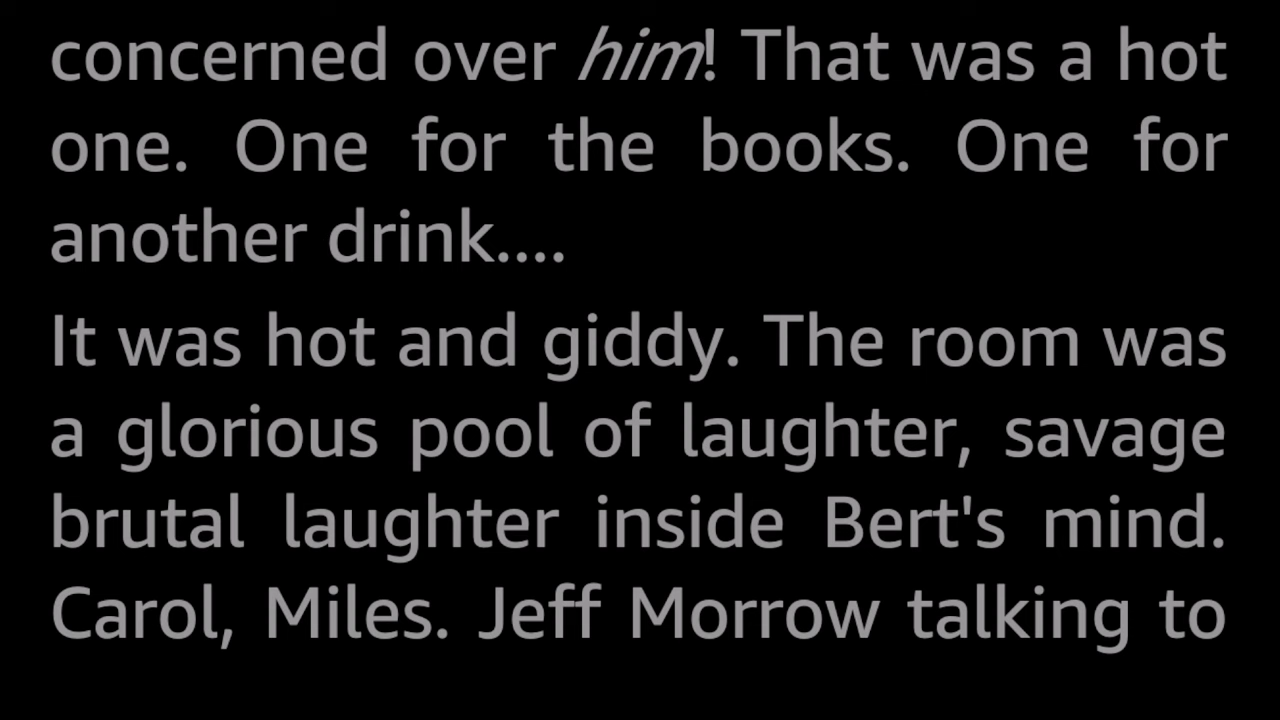 concerned over him! That was a hot
one. One for the books. One for
another drink....
It was hot and giddy. The room was
a glorious pool of laughter, savage
brutal laughter inside Bert's mind.
Carol, Miles. Jeff Morrow talking to